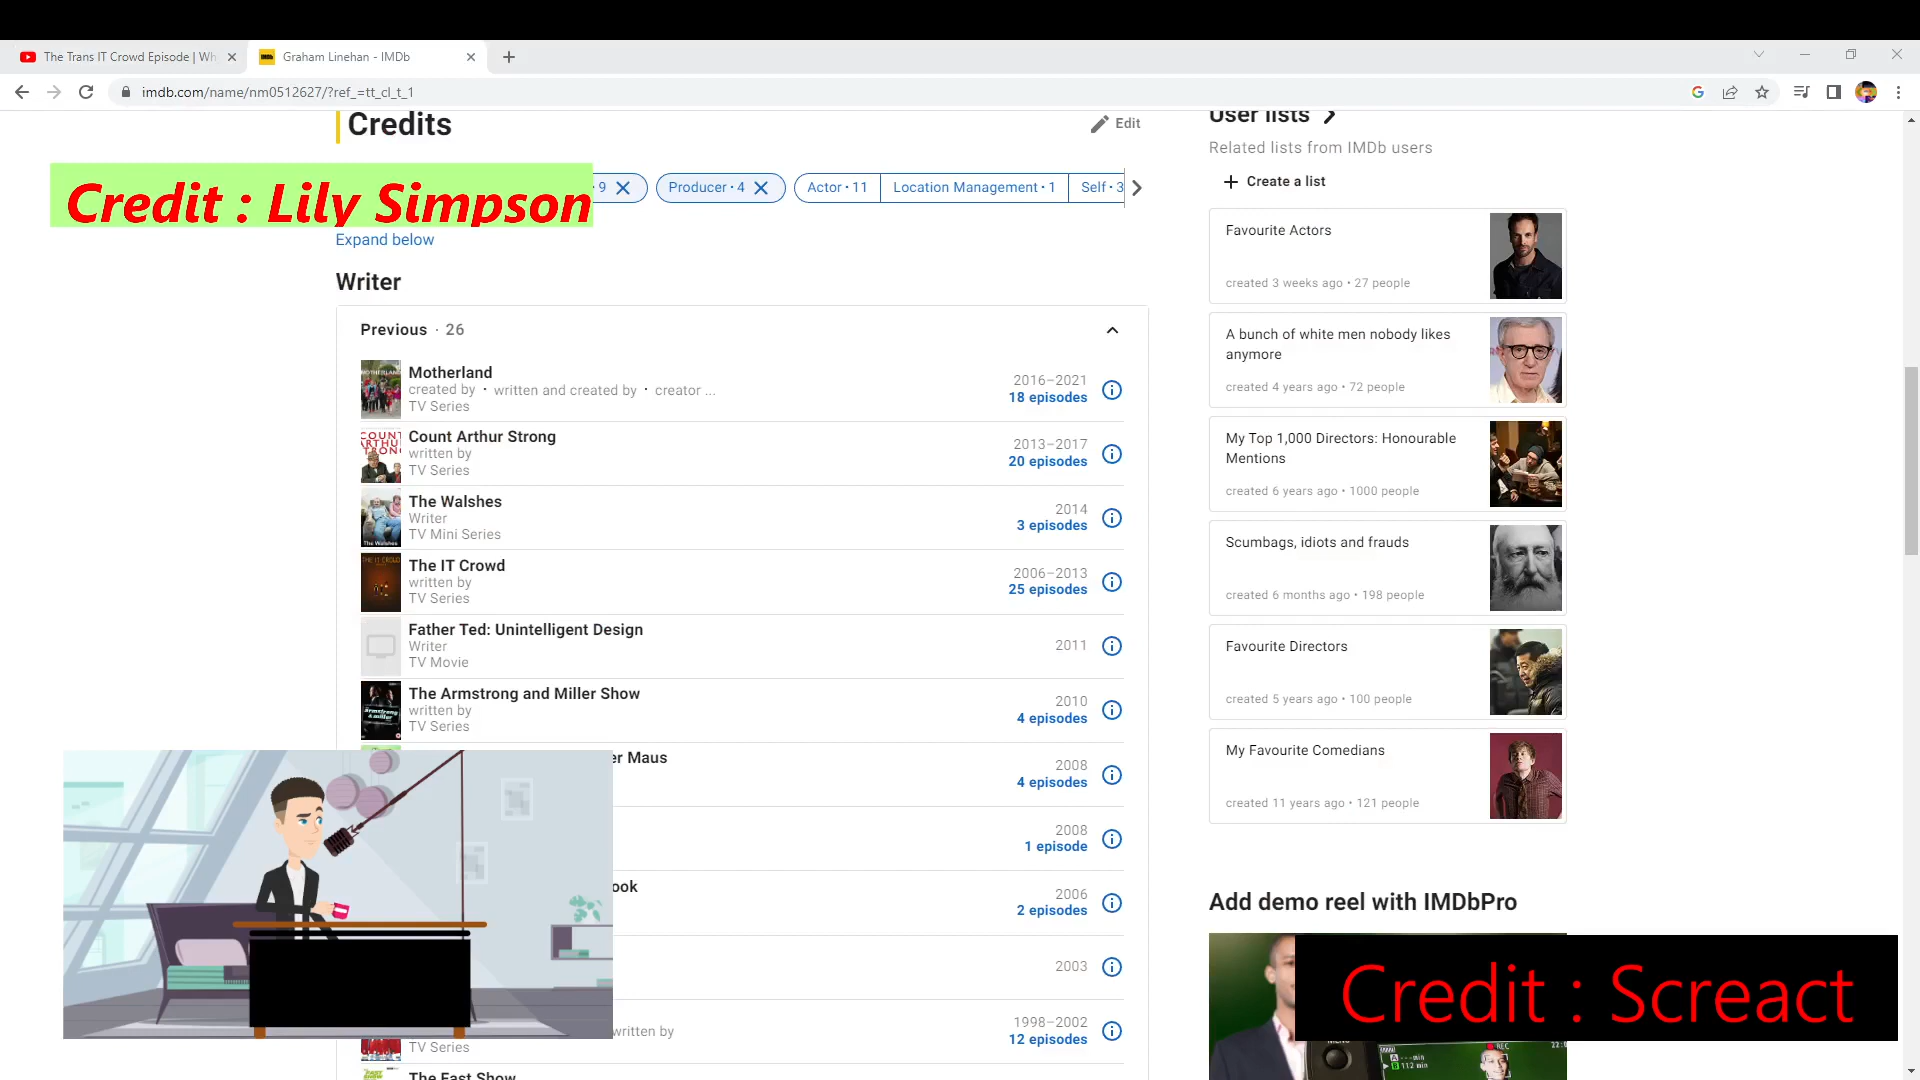 The Trans IT Crowd Episode | Wh
Graham Linehan - IMDb
imdb.com/name/nm0512627/?ref_=tt_cl_t_1
Credits
Edit
Credit : Lily Simpson
9
Producer · 4
Actor · 11
Location Management · 1
Self · 3
Expand below
Writer
Previous · 26
Motherland
created by · written and created by · creator ...
TV Series
2016–2021
18 episodes
Count Arthur Strong
written by
TV Series
2013–2017
20 episodes
The Walshes
Writer
TV Mini Series
2014
3 episodes
The IT Crowd
written by
TV Series
2006–2013
25 episodes
Father Ted: Unintelligent Design
Writer
TV Movie
2011
The Armstrong and Miller Show
written by
TV Series
2010
4 episodes
er Maus
2008
4 episodes
2008
1 episode
ook
2006
2 episodes
2003
written by
TV Series
1998–2002
12 episodes
The Fast Show
User lists
Related lists from IMDb users
Create a list
Favourite Actors
created 3 weeks ago • 27 people
A bunch of white men nobody likes
anymore
created 4 years ago • 72 people
My Top 1,000 Directors: Honourable
Mentions
created 6 years ago • 1000 people
Scumbags, idiots and frauds
created 6 months ago • 198 people
Favourite Directors
created 5 years ago • 100 people
My Favourite Comedians
created 11 years ago • 121 people
Add demo reel with IMDbPro
Credit : Screact